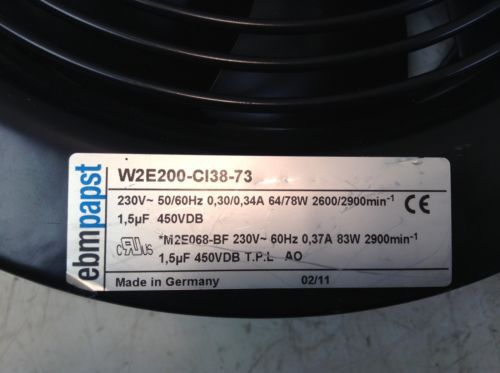 ebmpapst
W2E200-CI38-73
230V~ 50/60Hz 0,30/0,34A 64/78W 2600/2900min⁻¹ CE
1,5µF 450VDB
cRUus *M2E068-BF 230V~ 60Hz 0,37A 83W 2900min⁻¹
1,5µF 450VDB T.P.L AO
Made in Germany 02/11